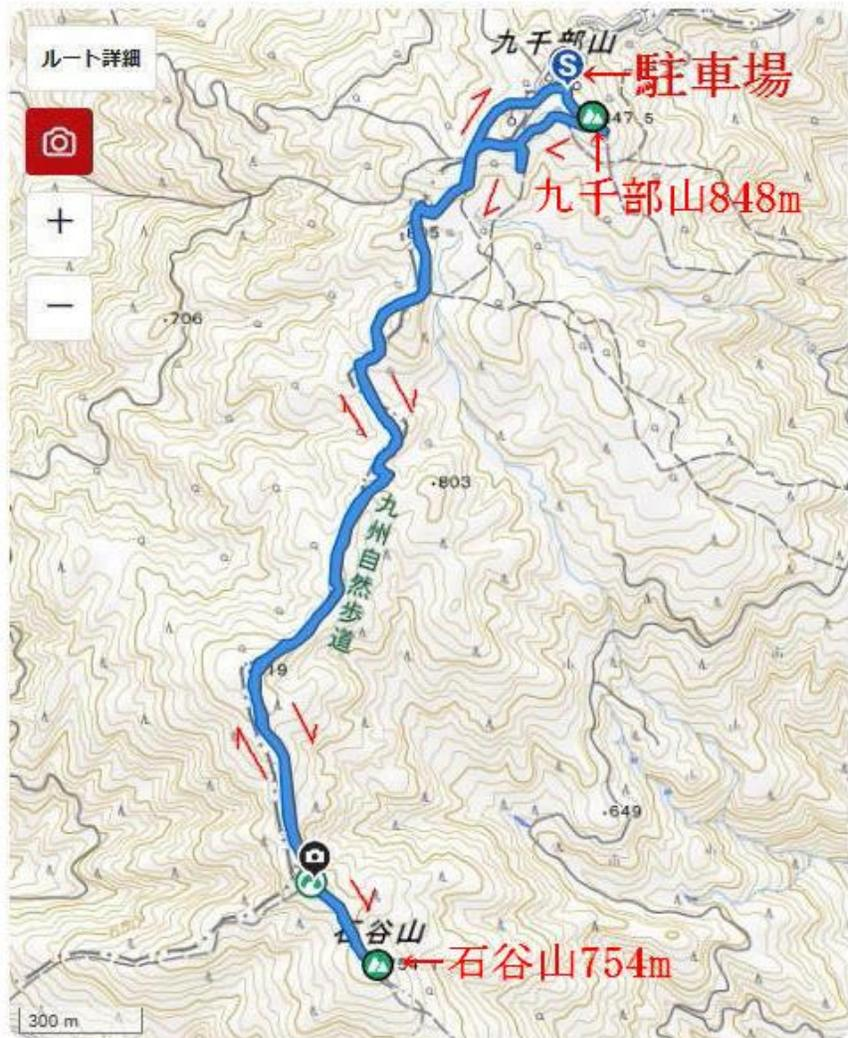 ルート詳細
九千部山
S
←駐車場
47.5
九千部山848m
+
−
706
803
九州自然歩道
19
649
石谷山
←石谷山754m
300 m